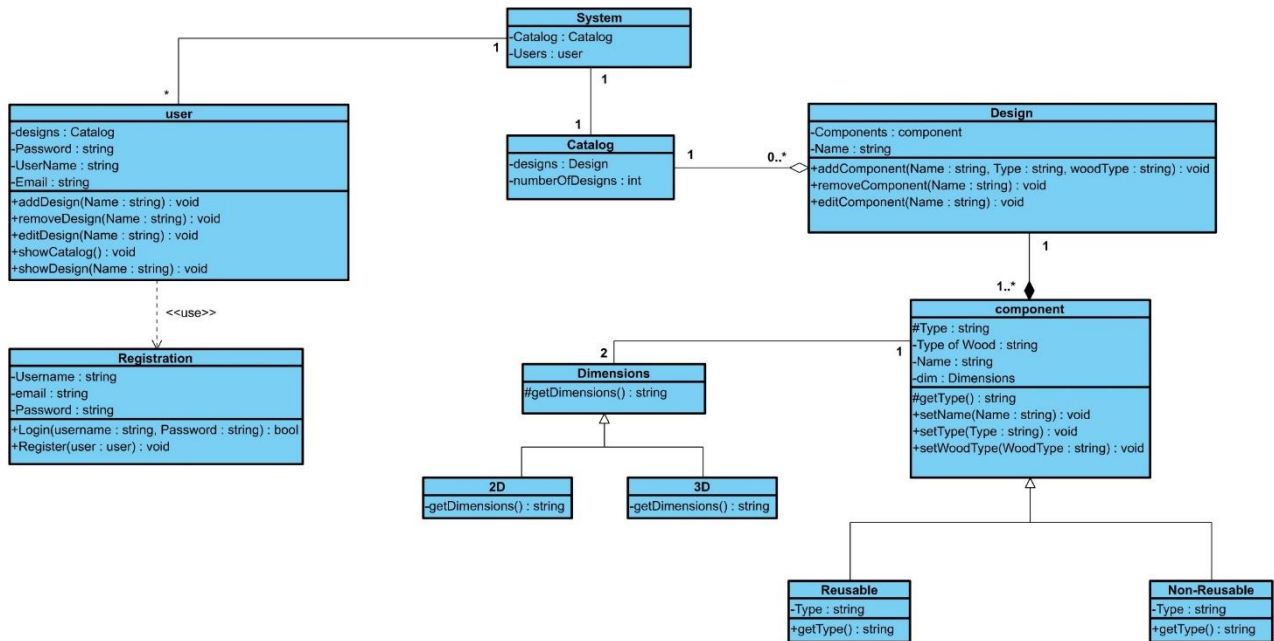 System
-Catalog : Catalog
-Users : user
1
*
1
1
user
-designs : Catalog
-Password : string
-UserName : string
-Email : string
+addDesign(Name : string) : void
+removeDesign(Name : string) : void
+editDesign(Name : string) : void
+showCatalog() : void
+showDesign(Name : string) : void
Catalog
-designs : Design
-numberOfDesigns : int
1
0..*
Design
-Components : component
-Name : string
+addComponent(Name : string, Type : string, woodType : string) : void
+removeComponent(Name : string) : void
+editComponent(Name : string) : void
1
1..*
<<use>>
Registration
-Username : string
-email : string
-Password : string
+Login(username : string, Password : string) : bool
+Register(user : user) : void
component
#Type : string
-Type of Wood : string
-Name : string
-dim : Dimensions
#getType() : string
+setName(Name : string) : void
+setType(Type : string) : void
+setWoodType(WoodType : string) : void
2
1
Dimensions
#getDimensions() : string
2D
-getDimensions() : string
3D
-getDimensions() : string
Reusable
-Type : string
+getType() : string
Non-Reusable
-Type : string
+getType() : string